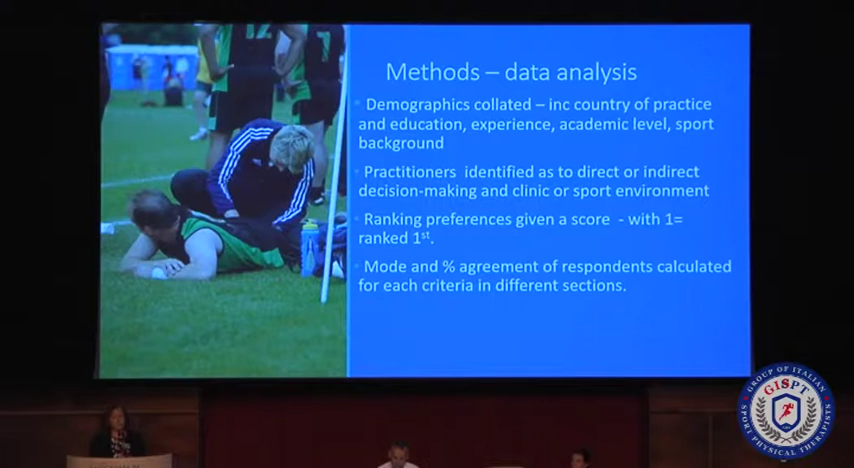 12
7
Methods – data analysis
Demographics collated – inc country of practice
and education, experience, academic level, sport
background
Practitioners identified as to direct or indirect
decision-making and clinic or sport environment
Ranking preferences given a score - with 1=
ranked 1st.
Mode and % agreement of respondents calculated
for each criteria in different sections.
GROUP OF ITALIAN
GISPT
SPORT PHYSICAL THERAPISTS